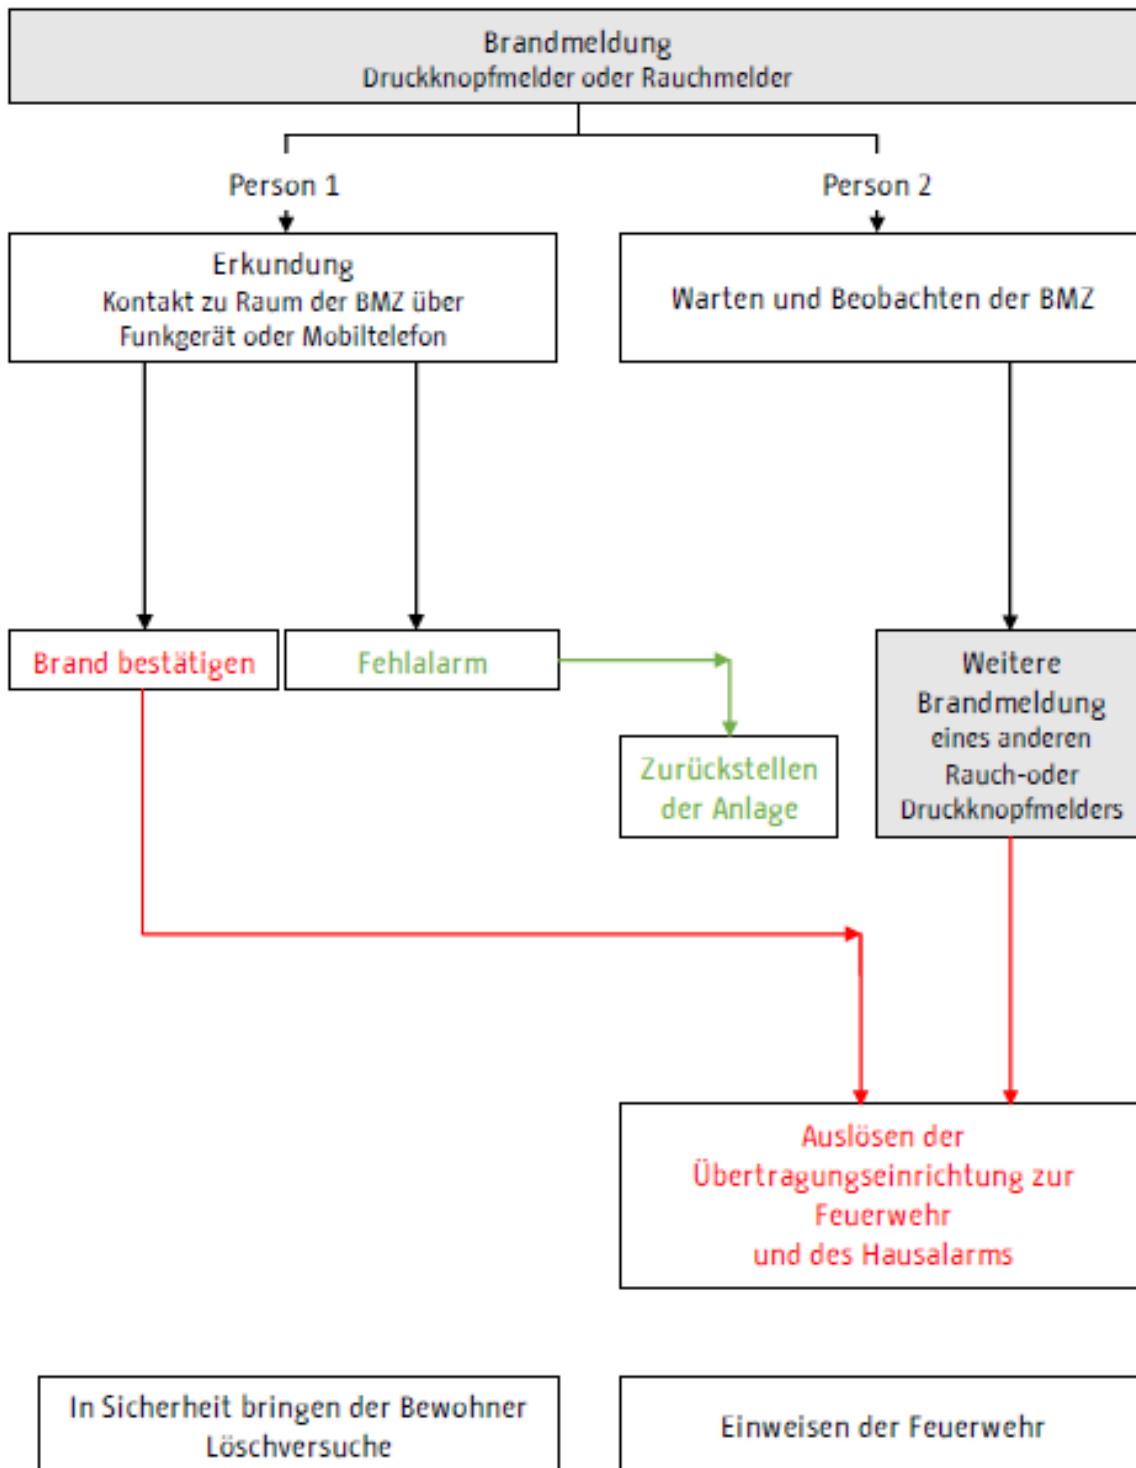 Brandmeldung
Druckknopfmelder oder Rauchmelder
Person 1
Person 2
Erkundung
Kontakt zu Raum der BMZ über
Funkgerät oder Mobiltelefon
Warten und Beobachten der BMZ
Brand bestätigen
Fehlalarm
Zurückstellen
der Anlage
Weitere
Brandmeldung
eines anderen
Rauch-oder
Druckknopfmelders
Auslösen der
Übertragungseinrichtung zur
Feuerwehr
und des Hausalarms
In Sicherheit bringen der Bewohner
Löschversuche
Einweisen der Feuerwehr